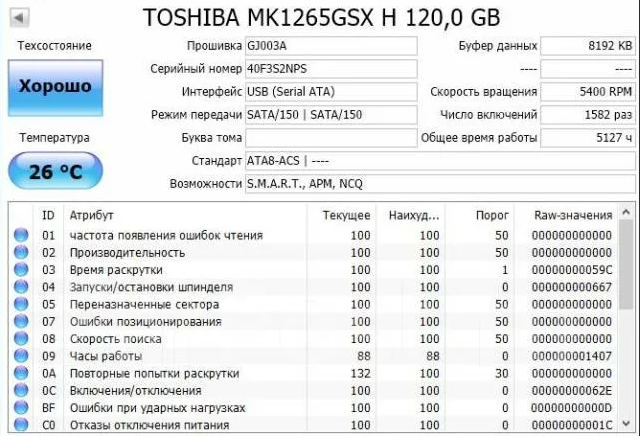 TOSHIBA MK1265GSX H 120,0 GB
Техсостояние
Хорошо
Температура
26 °C
Прошивка GJ003A Буфер данных 8192 KB
Серийный номер 40F3S2NPS ---- ----
Интерфейс USB (Serial ATA) Скорость вращения 5400 RPM
Режим передачи SATA/150 | SATA/150 Число включений 1582 раз
Буква тома Общее время работы 5127 ч
Стандарт ATA8-ACS | ----
Возможности S.M.A.R.T., APM, NCQ
ID Атрибут Текущее Наихуд... Порог Raw-значения
01 частота появления ошибок чтения 100 100 50 000000000000
02 Производительность 100 100 50 000000000000
03 Время раскрутки 100 100 1 00000000059C
04 Запуски/остановки шпинделя 100 100 0 000000000667
05 Переназначенные сектора 100 100 50 000000000000
07 Ошибки позиционирования 100 100 50 000000000000
08 Скорость поиска 100 100 50 000000000000
09 Часы работы 88 88 0 000000001407
0A Повторные попытки раскрутки 132 100 30 000000000000
0C Включения/отключения 100 100 0 00000000062E
BF Ошибки при ударных нагрузках 100 100 0 00000000000D
C0 Отказы отключения питания 100 100 0 00000000001C